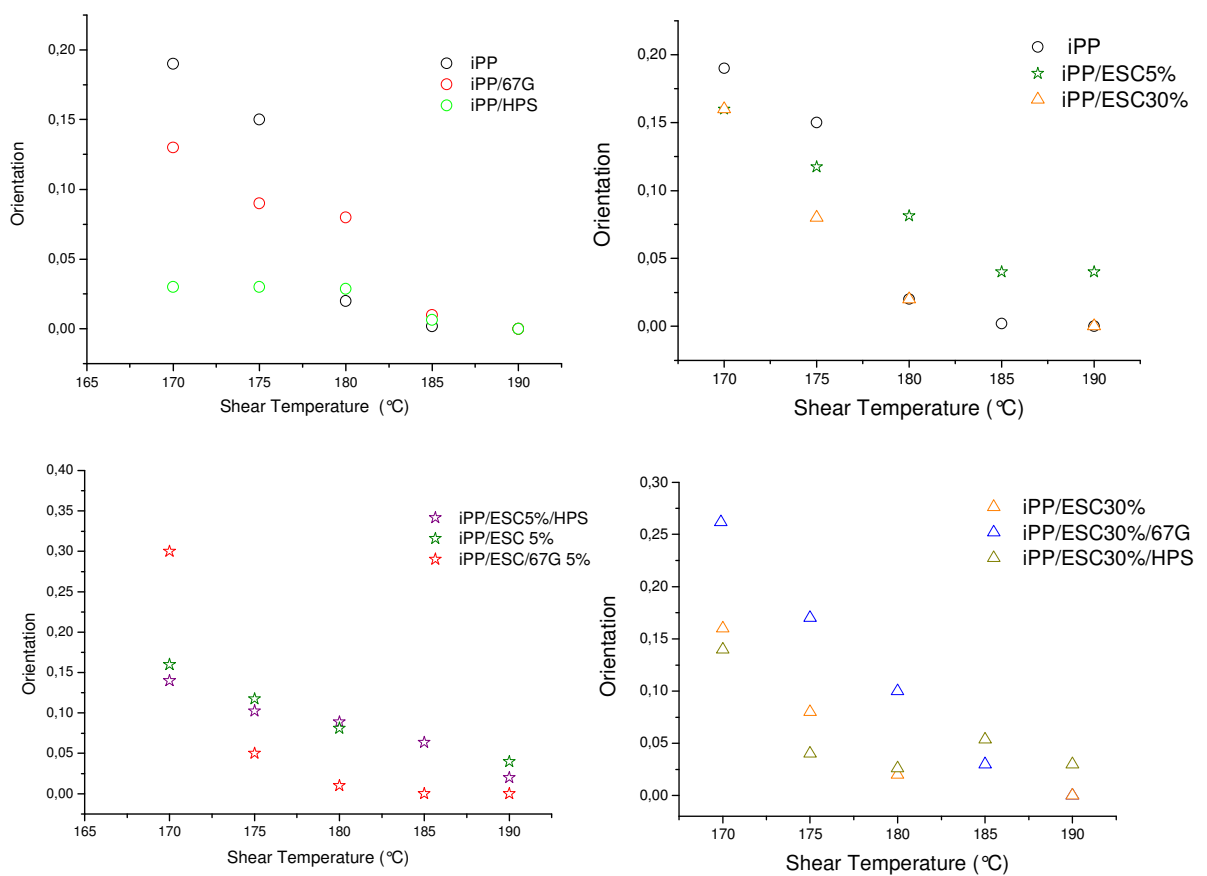 0,20
0,15
0,10
0,05
0,00
Orientation
iPP
iPP/67G
iPP/HPS
165 170 175 180 185 190
Shear Temperature (°C)
0,20
0,15
0,10
0,05
0,00
Orientation
iPP
iPP/ESC5%
iPP/ESC30%
170 175 180 185 190
Shear Temperature (°C)
0,40
0,35
0,30
0,25
0,20
0,15
0,10
0,05
0,00
Orientation
iPP/ESC5%/HPS
iPP/ESC 5%
iPP/ESC/67G 5%
165 170 175 180 185 190
Shear Temperature (°C)
0,30
0,25
0,20
0,15
0,10
0,05
0,00
Orientation
iPP/ESC30%
iPP/ESC30%/67G
iPP/ESC30%/HPS
170 175 180 185 190
Shear Temperature (°C)